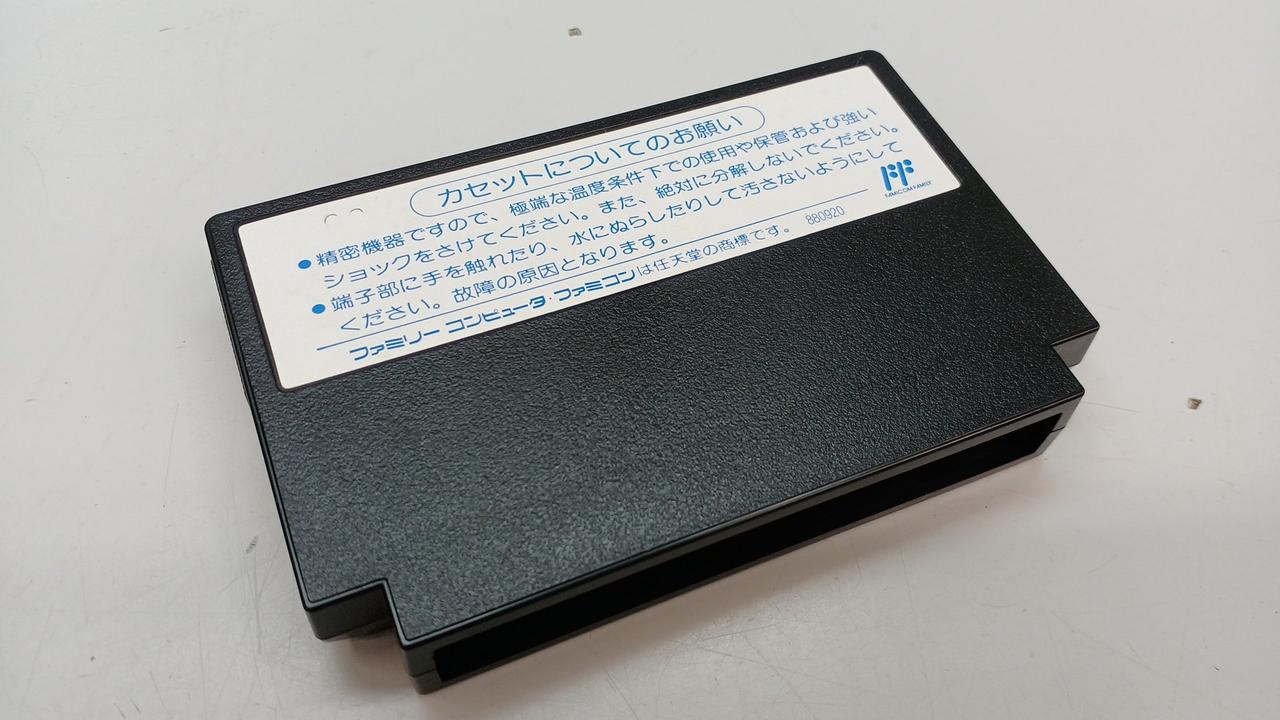 カセットについてのお願い
●精密機器ですので、極端な温度条件下での使用や保管および強い
ショックをさけてください。また、絶対に分解しないでください。
●端子部に手を触れたり、水にぬらしたりして汚さないようにして
ください。故障の原因となります。
FF
FAMICOM FAMILY
ファミリー コンピュータ・ファミコンは任天堂の商標です。 880920